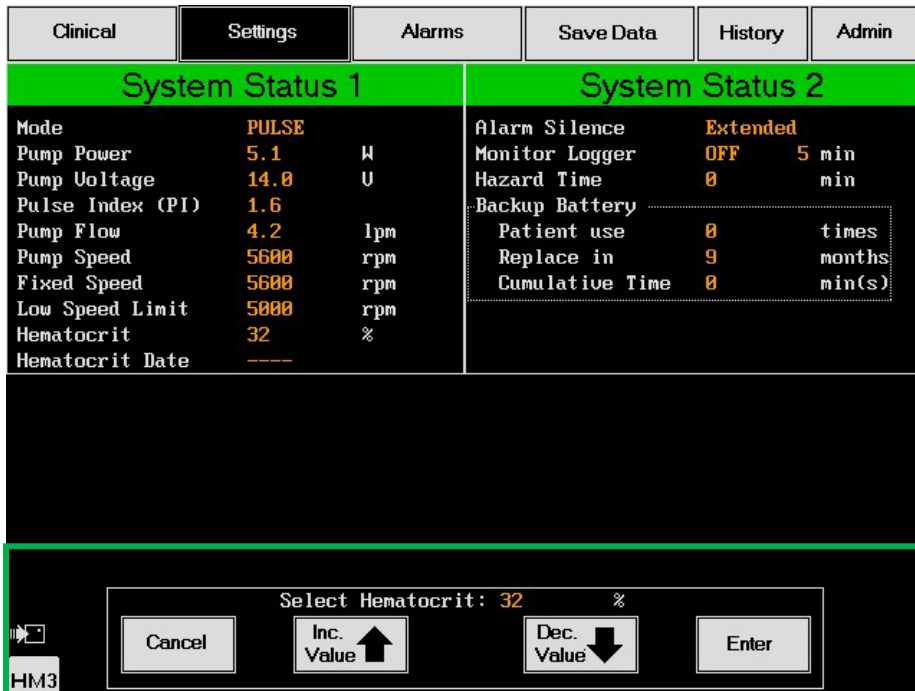 Clinical Settings Alarms Save Data History Admin
System Status 1
Mode PULSE
Pump Power 5.1 W
Pump Voltage 14.0 V
Pulse Index (PI) 1.6
Pump Flow 4.2 lpm
Pump Speed 5600 rpm
Fixed Speed 5600 rpm
Low Speed Limit 5000 rpm
Hematocrit 32 %
Hematocrit Date ----
System Status 2
Alarm Silence Extended
Monitor Logger OFF 5 min
Hazard Time 0 min
Backup Battery
Patient use 0 times
Replace in 9 months
Cumulative Time 0 min(s)
Select Hematocrit: 32 %
Cancel
Inc.
Value
Dec.
Value
Enter
HM3